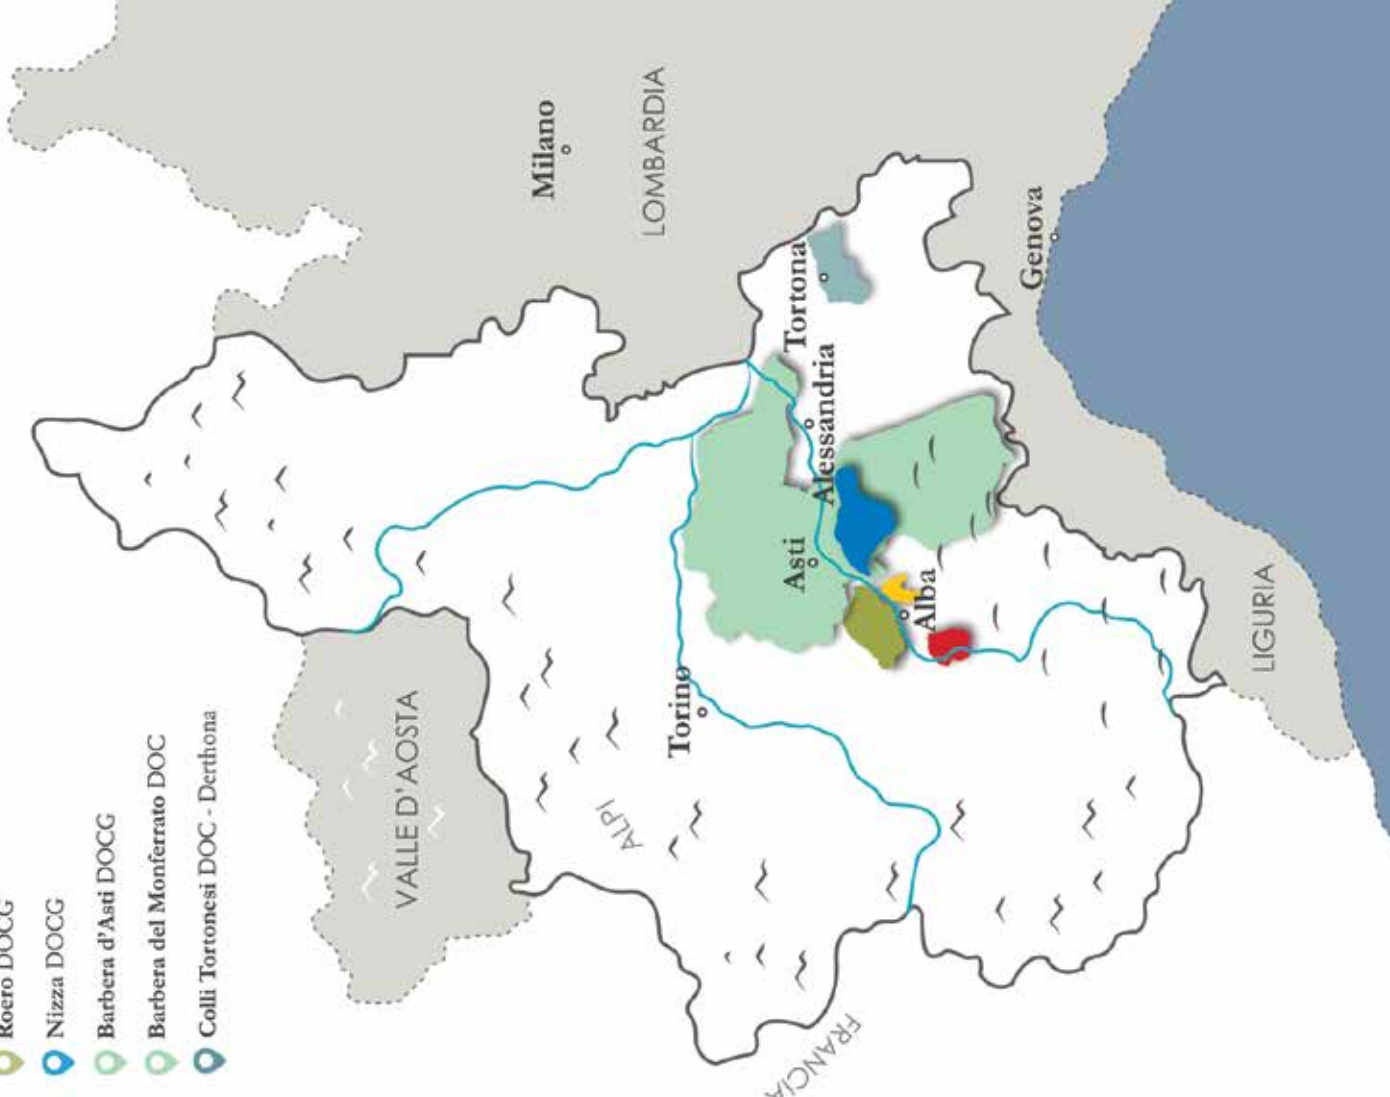 Roero DOCG
Nizza DOCG
Barbera d'Asti DOCG
Barbera del Monferrato DOC
Colli Tortonesi DOC - Derthona
VALLE D'AOSTA
ALPI
FRANCIA
Torino
Milano
LOMBARDIA
Asti
Alessandria
Tortona
Alba
Genova
LIGURIA